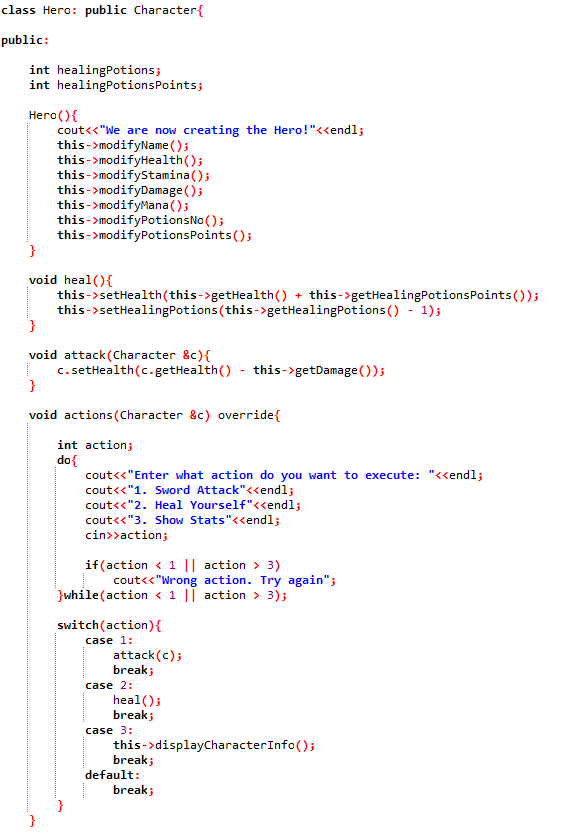 class Hero: public Character{
public:
int healingPotions;
int healingPotionsPoints;
Hero(){
cout<<"We are now creating the Hero!"<<endl;
this->modifyName();
this->modifyHealth();
this->modifyStamina();
this->modifyDamage();
this->modifyMana();
this->modifyPotionsNo();
this->modifyPotionsPoints();
}
void heal(){
this->setHealth(this->getHealth() + this->getHealingPotionsPoints());
this->setHealingPotions(this->getHealingPotions() - 1);
}
void attack(Character &c){
c.setHealth(c.getHealth() - this->getDamage());
}
void actions(Character &c) override{
int action;
do{
cout<<"Enter what action do you want to execute: "<<endl;
cout<<"1. Sword Attack"<<endl;
cout<<"2. Heal Yourself"<<endl;
cout<<"3. Show Stats"<<endl;
cin>>action;
if(action < 1 || action > 3)
cout<<"Wrong action. Try again";
}while(action < 1 || action > 3);
switch(action){
case 1:
attack(c);
break;
case 2:
heal();
break;
case 3:
this->displayCharacterInfo();
break;
default:
break;
}
}